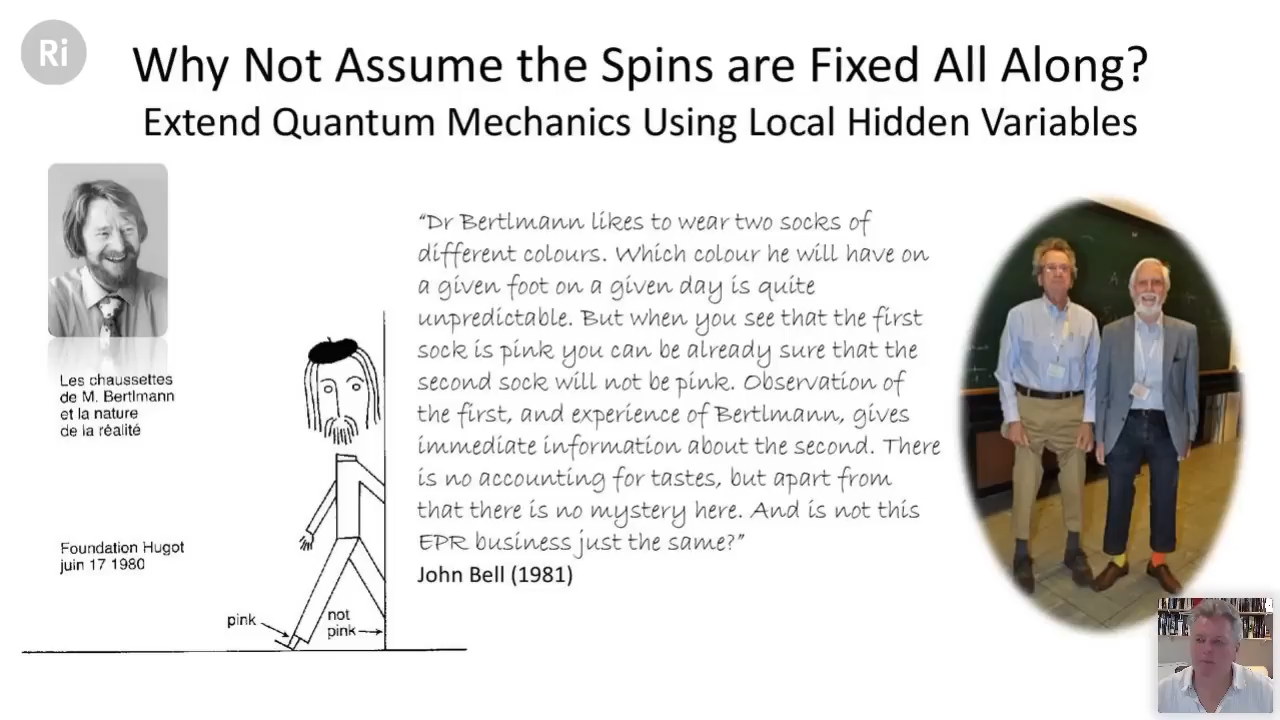 Ri
Why Not Assume the Spins are Fixed All Along?
Extend Quantum Mechanics Using Local Hidden Variables
Les chaussettes
de M. Bertlmann
et la nature
de la réalité
Foundation Hugot
juin 17 1980
pink
not
pink
“Dr Bertlmann likes to wear two socks of
different colours. Which colour he will have on
a given foot on a given day is quite
unpredictable. But when you see that the first
sock is pink you can be already sure that the
second sock will not be pink. Observation of
the first, and experience of Bertlmann, gives
immediate information about the second. There
is no accounting for tastes, but apart from
that there is no mystery here. And is not this
EPR business just the same?”
John Bell (1981)